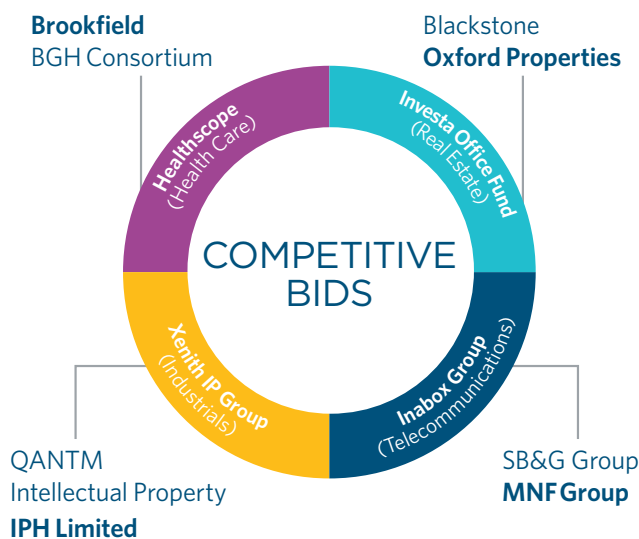 Brookfield
BGH Consortium
Blackstone
Oxford Properties
Healthscope
(Health Care)
Investa Office Fund
(Real Estate)
COMPETITIVE
BIDS
Xenith IP Group
(Industrials)
Inabox Group
(Telecommunications)
QANTM
Intellectual Property
IPH Limited
SB&G Group
MNF Group